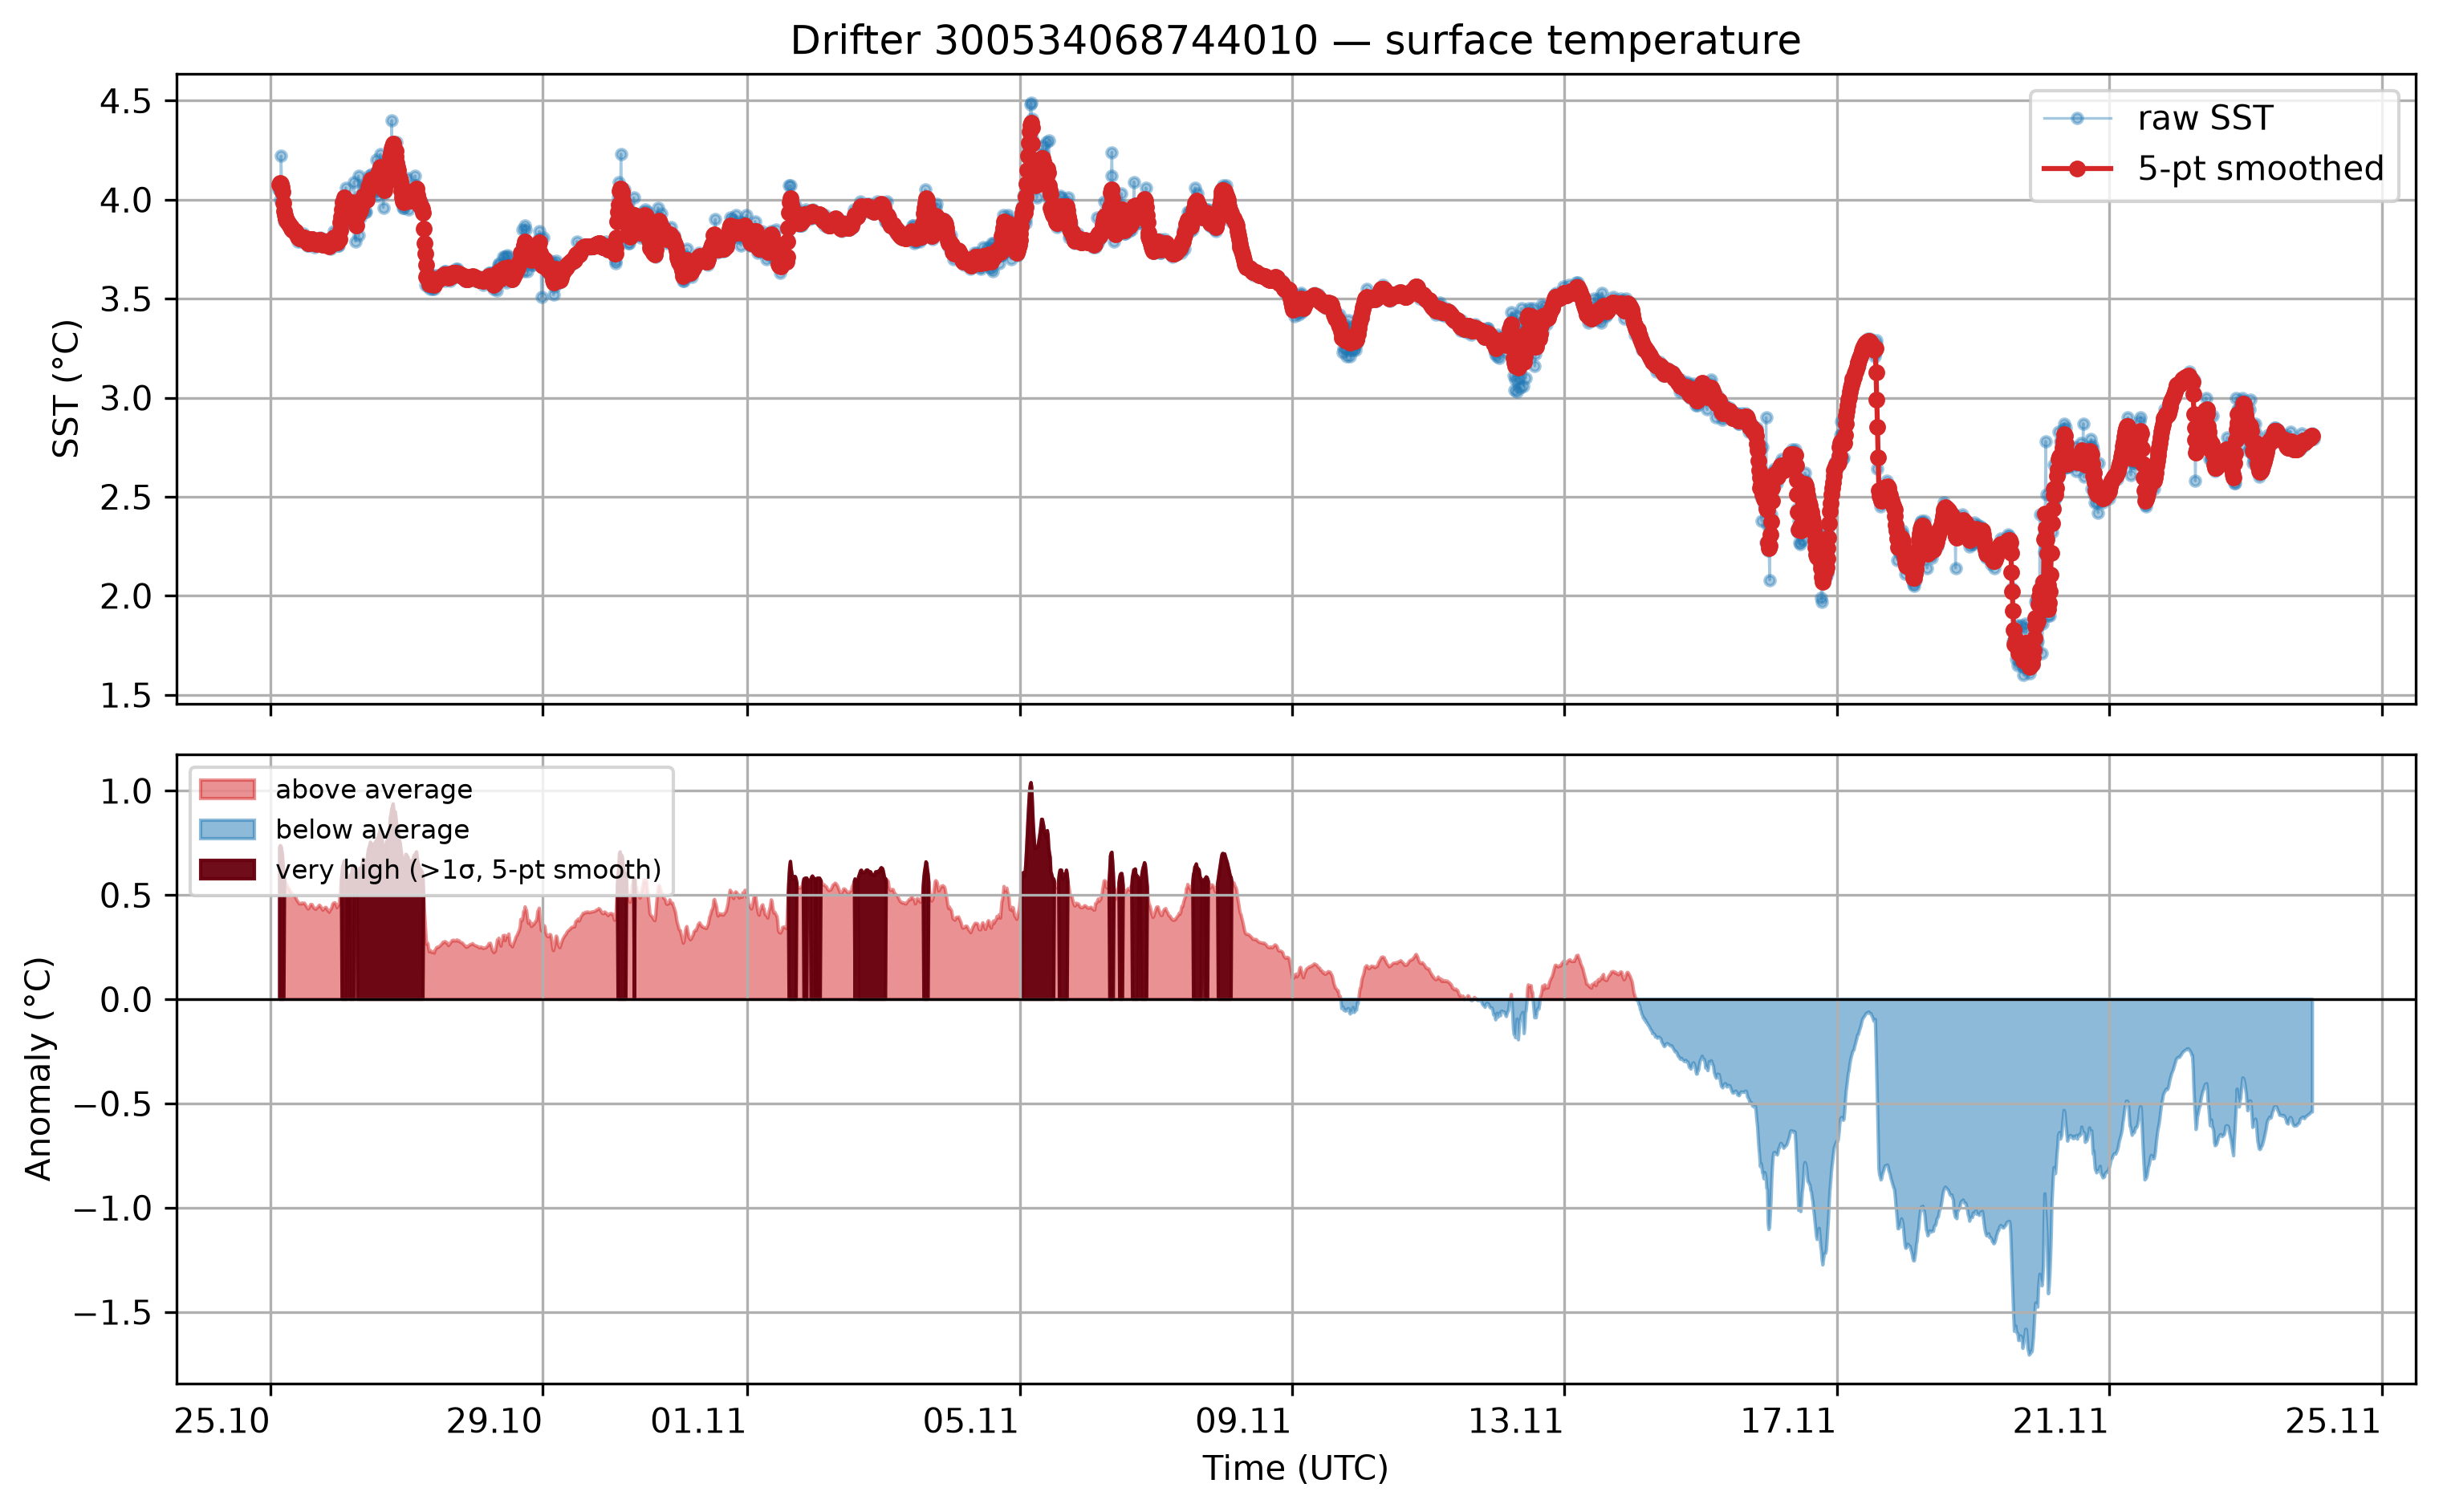 Drifter 300534068744010 — surface temperature
SST (°C)
4.5
4.0
3.5
3.0
2.5
2.0
1.5
raw SST
5-pt smoothed
Anomaly (°C)
1.0
0.5
0.0
−0.5
−1.0
−1.5
above average
below average
very high (>1σ, 5-pt smooth)
25.10 29.10 01.11 05.11 09.11 13.11 17.11 21.11 25.11
Time (UTC)